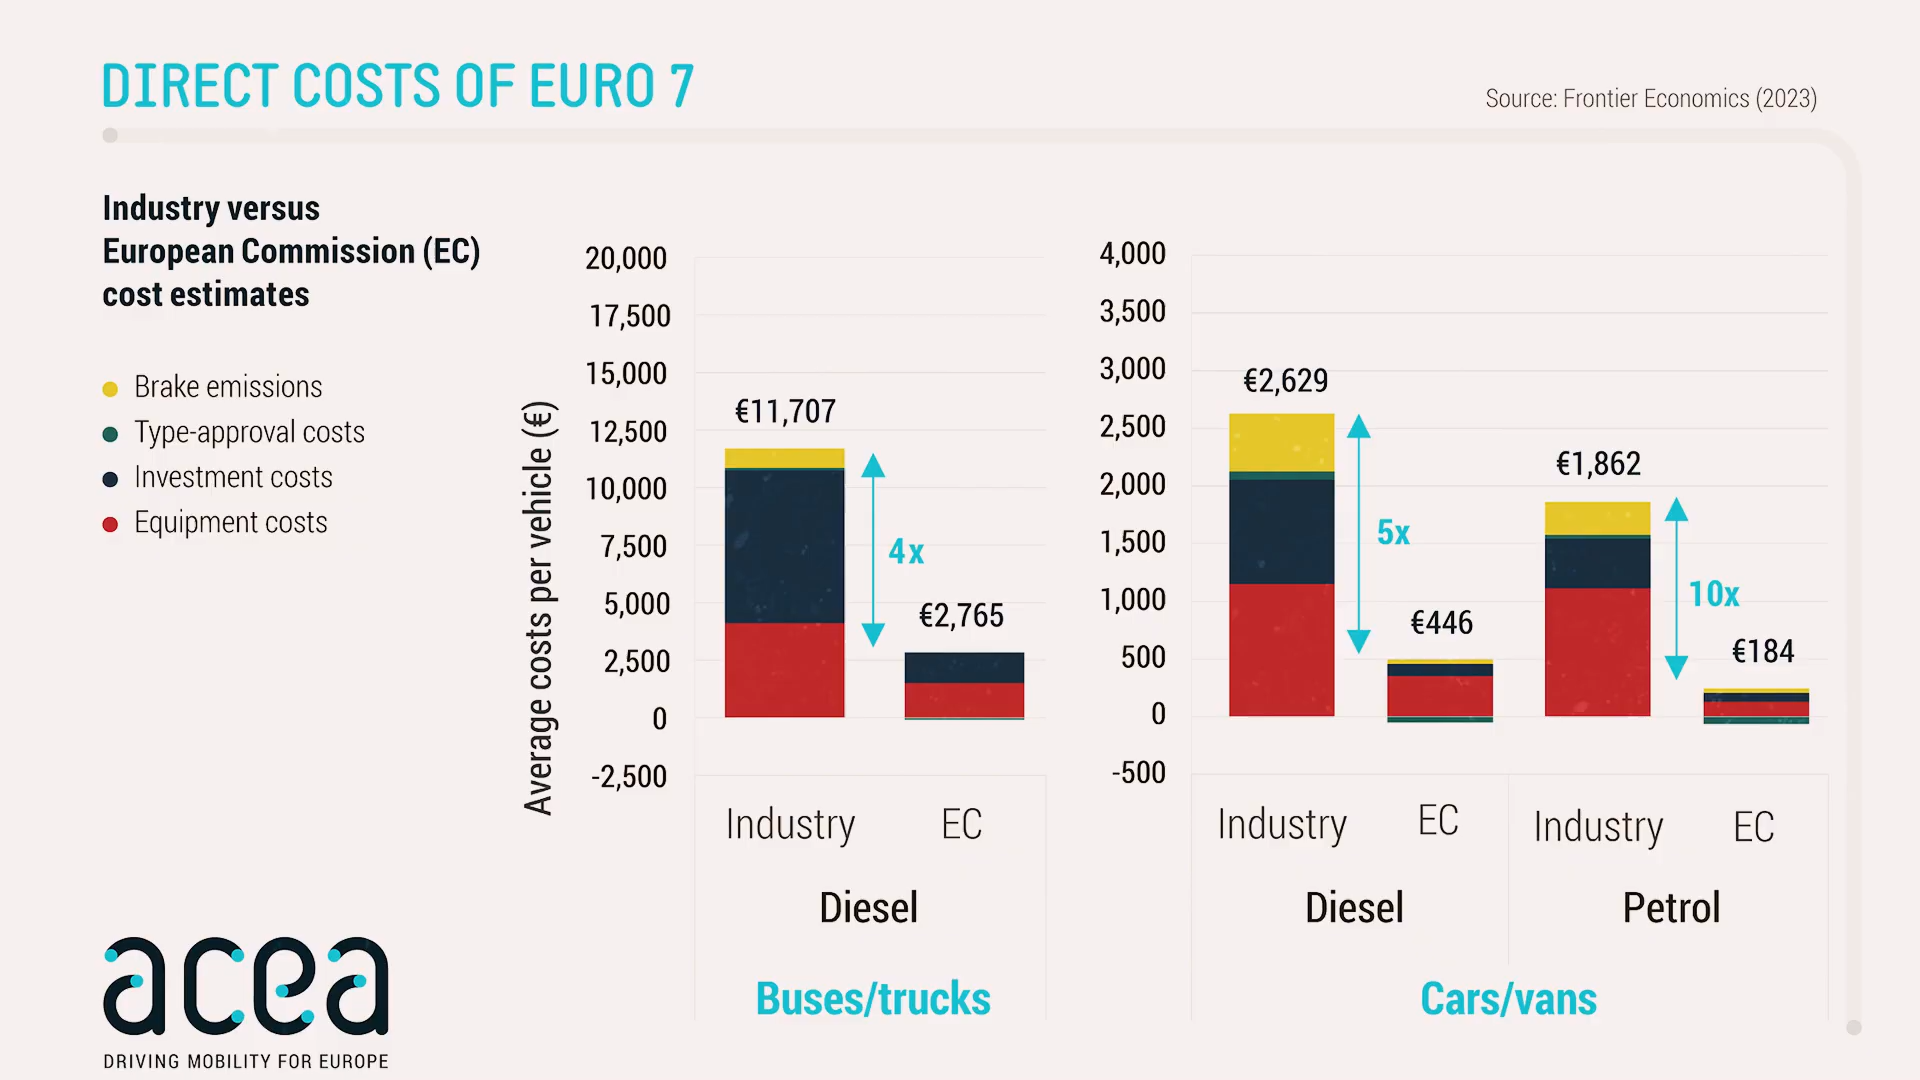 DIRECT COSTS OF EURO 7
Source: Frontier Economics (2023)
Industry versus
European Commission (EC)
cost estimates
Brake emissions
Type-approval costs
Investment costs
Equipment costs
Average costs per vehicle (€)
20,000
17,500
15,000
12,500
10,000
7,500
5,000
2,500
0
-2,500
€11,707
4x
€2,765
Industry EC
Diesel
Buses/trucks
4,000
3,500
3,000
2,500
2,000
1,500
1,000
500
0
-500
€2,629
5x
€446
€1,862
10x
€184
Industry EC Industry EC
Diesel Petrol
Cars/vans
acea
DRIVING MOBILITY FOR EUROPE